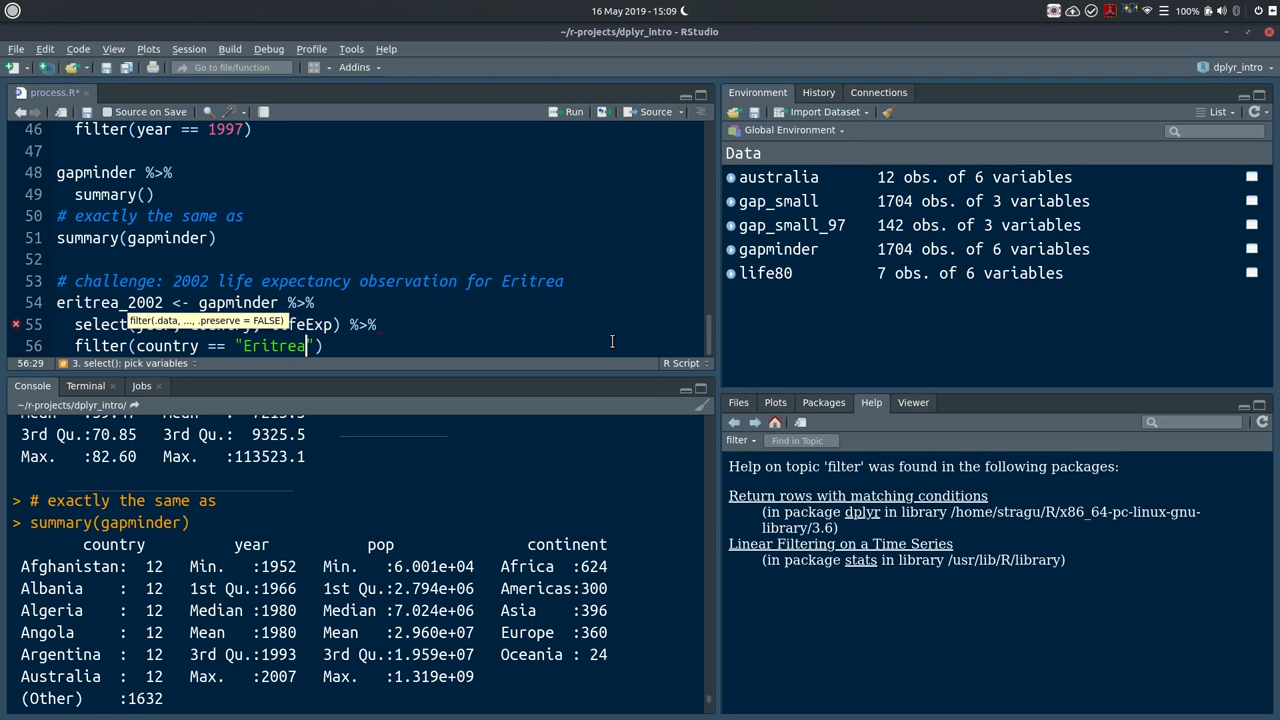 16 May 2019 - 15:09
100%
~/r-projects/dplyr_intro - RStudio
File Edit Code View Plots Session Build Debug Profile Tools Help
Go to file/function Addins dplyr_intro
process.R*
Source on Save Run Source
46 filter(year == 1997)
47
48 gapminder %>%
49 summary()
50 # exactly the same as
51 summary(gapminder)
52
53 # challenge: 2002 life expectancy observation for Eritrea
54 eritrea_2002 <- gapminder %>%
filter(.data, ..., .preserve = FALSE)
55 select( feExp) %>%
56 filter(country == "Eritrea")
56:29 3. select(): pick variables R Script
Console Terminal Jobs
~/r-projects/dplyr_intro/
3rd Qu.:70.85 3rd Qu.: 9325.5
Max. :82.60 Max. :113523.1
> # exactly the same as
> summary(gapminder)
country year pop continent
Afghanistan: 12 Min. :1952 Min. :6.001e+04 Africa :624
Albania : 12 1st Qu.:1966 1st Qu.:2.794e+06 Americas:300
Algeria : 12 Median :1980 Median :7.024e+06 Asia :396
Angola : 12 Mean :1980 Mean :2.960e+07 Europe :360
Argentina : 12 3rd Qu.:1993 3rd Qu.:1.959e+07 Oceania : 24
Australia : 12 Max. :2007 Max. :1.319e+09
(Other) :1632
Environment History Connections
Import Dataset List
Global Environment
Data
australia 12 obs. of 6 variables
gap_small 1704 obs. of 3 variables
gap_small_97 142 obs. of 3 variables
gapminder 1704 obs. of 6 variables
life80 7 obs. of 6 variables
Files Plots Packages Help Viewer
filter Find in Topic
Help on topic 'filter' was found in the following packages:
Return rows with matching conditions
(in package dplyr in library /home/stragu/R/x86_64-pc-linux-gnu-
library/3.6)
Linear Filtering on a Time Series
(in package stats in library /usr/lib/R/library)